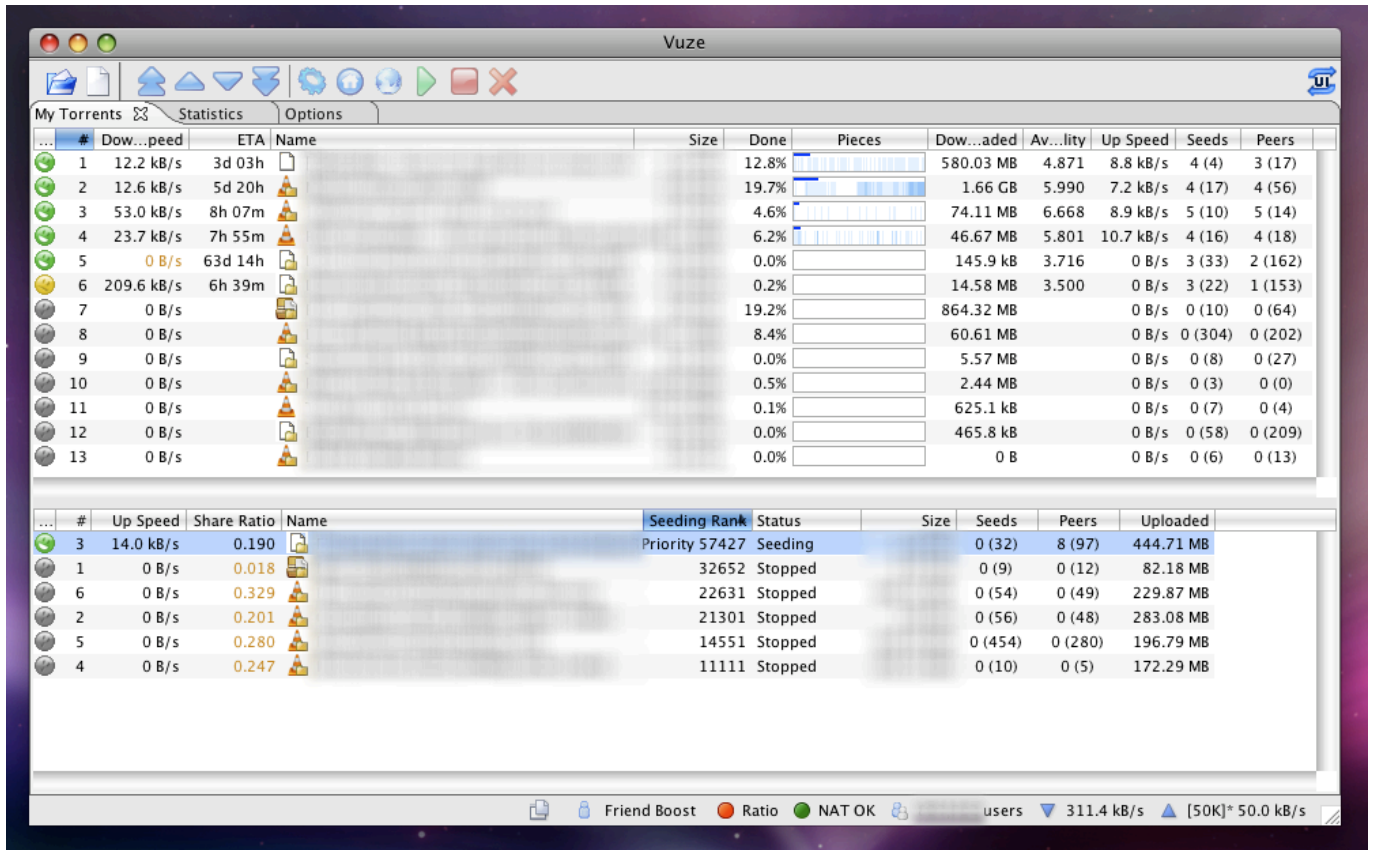 Vuze
UI
My Torrents Statistics Options
... # Dow...peed ETA Name Size Done Pieces Dow...aded Av...lity Up Speed Seeds Peers
1 12.2 kB/s 3d 03h 12.8% 580.03 MB 4.871 8.8 kB/s 4 (4) 3 (17)
2 12.6 kB/s 5d 20h 19.7% 1.66 GB 5.990 7.2 kB/s 4 (17) 4 (56)
3 53.0 kB/s 8h 07m 4.6% 74.11 MB 6.668 8.9 kB/s 5 (10) 5 (14)
4 23.7 kB/s 7h 55m 6.2% 46.67 MB 5.801 10.7 kB/s 4 (16) 4 (18)
5 0 B/s 63d 14h 0.0% 145.9 kB 3.716 0 B/s 3 (33) 2 (162)
6 209.6 kB/s 6h 39m 0.2% 14.58 MB 3.500 0 B/s 3 (22) 1 (153)
7 0 B/s 19.2% 864.32 MB 0 B/s 0 (10) 0 (64)
8 0 B/s 8.4% 60.61 MB 0 B/s 0 (304) 0 (202)
9 0 B/s 0.0% 5.57 MB 0 B/s 0 (8) 0 (27)
10 0 B/s 0.5% 2.44 MB 0 B/s 0 (3) 0 (0)
11 0 B/s 0.1% 625.1 kB 0 B/s 0 (7) 0 (4)
12 0 B/s 0.0% 465.8 kB 0 B/s 0 (58) 0 (209)
13 0 B/s 0.0% 0 B 0 B/s 0 (6) 0 (13)
... # Up Speed Share Ratio Name Seeding Rank Status Size Seeds Peers Uploaded
3 14.0 kB/s 0.190 Priority 57427 Seeding 0 (32) 8 (97) 444.71 MB
1 0 B/s 0.018 32652 Stopped 0 (9) 0 (12) 82.18 MB
6 0 B/s 0.329 22631 Stopped 0 (54) 0 (49) 229.87 MB
2 0 B/s 0.201 21301 Stopped 0 (56) 0 (48) 283.08 MB
5 0 B/s 0.280 14551 Stopped 0 (454) 0 (280) 196.79 MB
4 0 B/s 0.247 11111 Stopped 0 (10) 0 (5) 172.29 MB
Friend Boost Ratio NAT OK users 311.4 kB/s [50K]* 50.0 kB/s